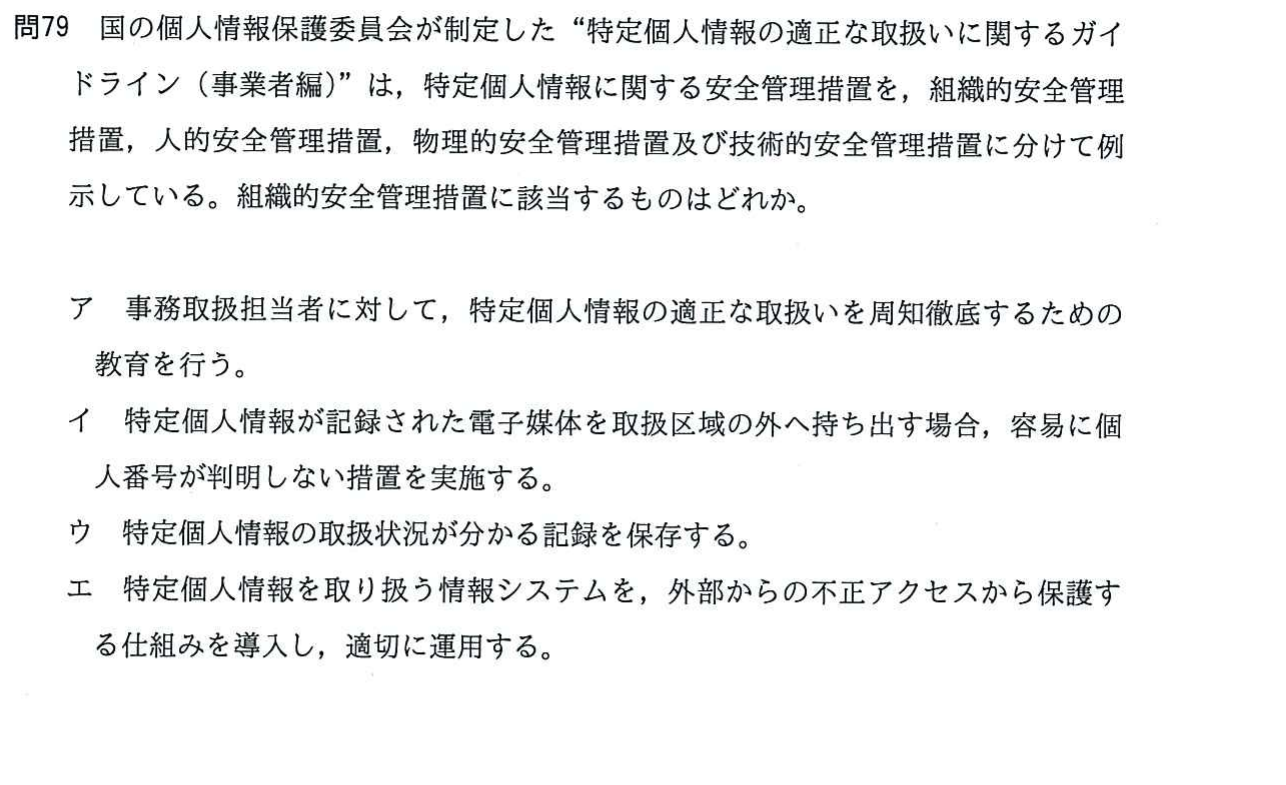 問79　国の個人情報保護委員会が制定した“特定個人情報の適正な取扱いに関するガイ
ドライン（事業者編）”は，特定個人情報に関する安全管理措置を，組織的安全管理
措置，人的安全管理措置，物理的安全管理措置及び技術的安全管理措置に分けて例
示している。組織的安全管理措置に該当するものはどれか。
ア　事務取扱担当者に対して，特定個人情報の適正な取扱いを周知徹底するための
教育を行う。
イ　特定個人情報が記録された電子媒体を取扱区域の外へ持ち出す場合，容易に個
人番号が判明しない措置を実施する。
ウ　特定個人情報の取扱状況が分かる記録を保存する。
エ　特定個人情報を取り扱う情報システムを，外部からの不正アクセスから保護す
る仕組みを導入し，適切に運用する。